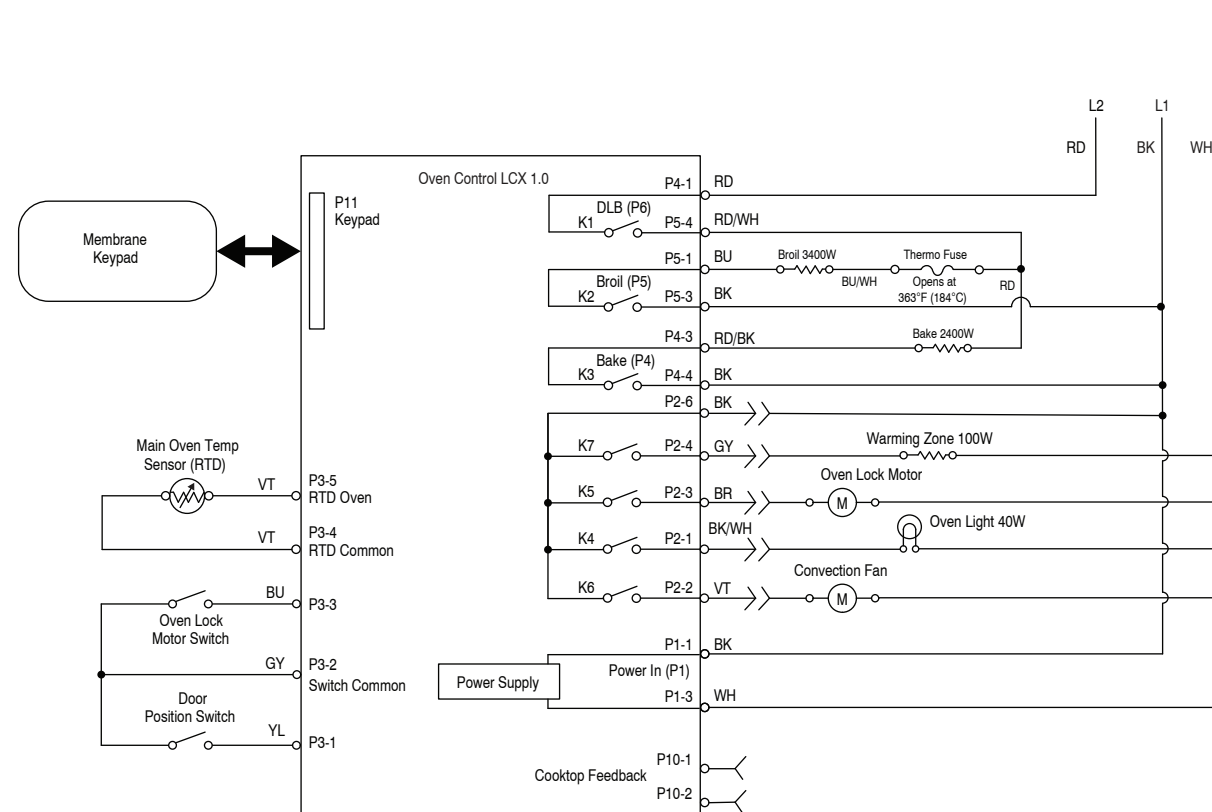 L2
L1
RD
BK
WH
Oven Control LCX 1.0
P4-1
RD
P11
Keypad
DLB (P6)
K1
P5-4
RD/WH
Membrane
Keypad
P5-1
BU
Broil 3400W
Thermo Fuse
BU/WH
Opens at
363°F (184°C)
RD
Broil (P5)
K2
P5-3
BK
P4-3
RD/BK
Bake 2400W
Bake (P4)
K3
P4-4
BK
P2-6
BK
Main Oven Temp
Sensor (RTD)
K7
P2-4
GY
Warming Zone 100W
VT
P3-5
RTD Oven
K5
P2-3
BR
Oven Lock Motor
M
VT
P3-4
RTD Common
K4
P2-1
BK/WH
Oven Light 40W
BU
P3-3
Oven Lock
Motor Switch
K6
P2-2
VT
Convection Fan
M
GY
P3-2
Switch Common
P1-1
BK
Power Supply
Power In (P1)
P1-3
WH
Door
Position Switch
YL
P3-1
Cooktop Feedback
P10-1
P10-2